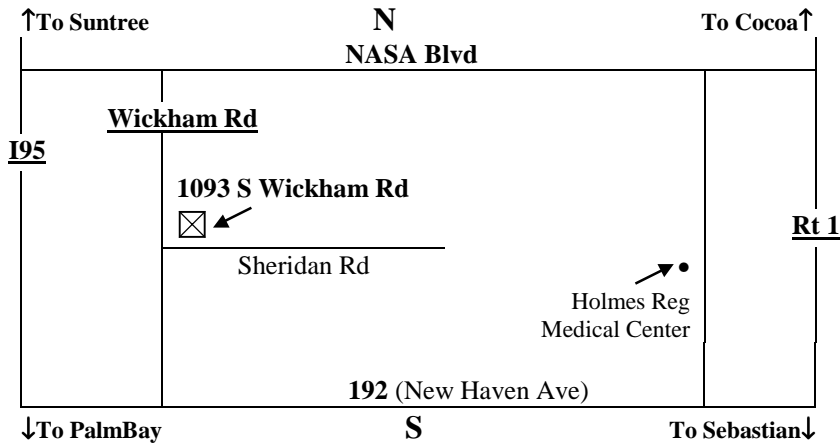 ↑To Suntree N To Cocoa↑
NASA Blvd
Wickham Rd
I95
1093 S Wickham Rd
Rt 1
Sheridan Rd
Holmes Reg
Medical Center
192 (New Haven Ave)
↓To PalmBay S To Sebastian↓